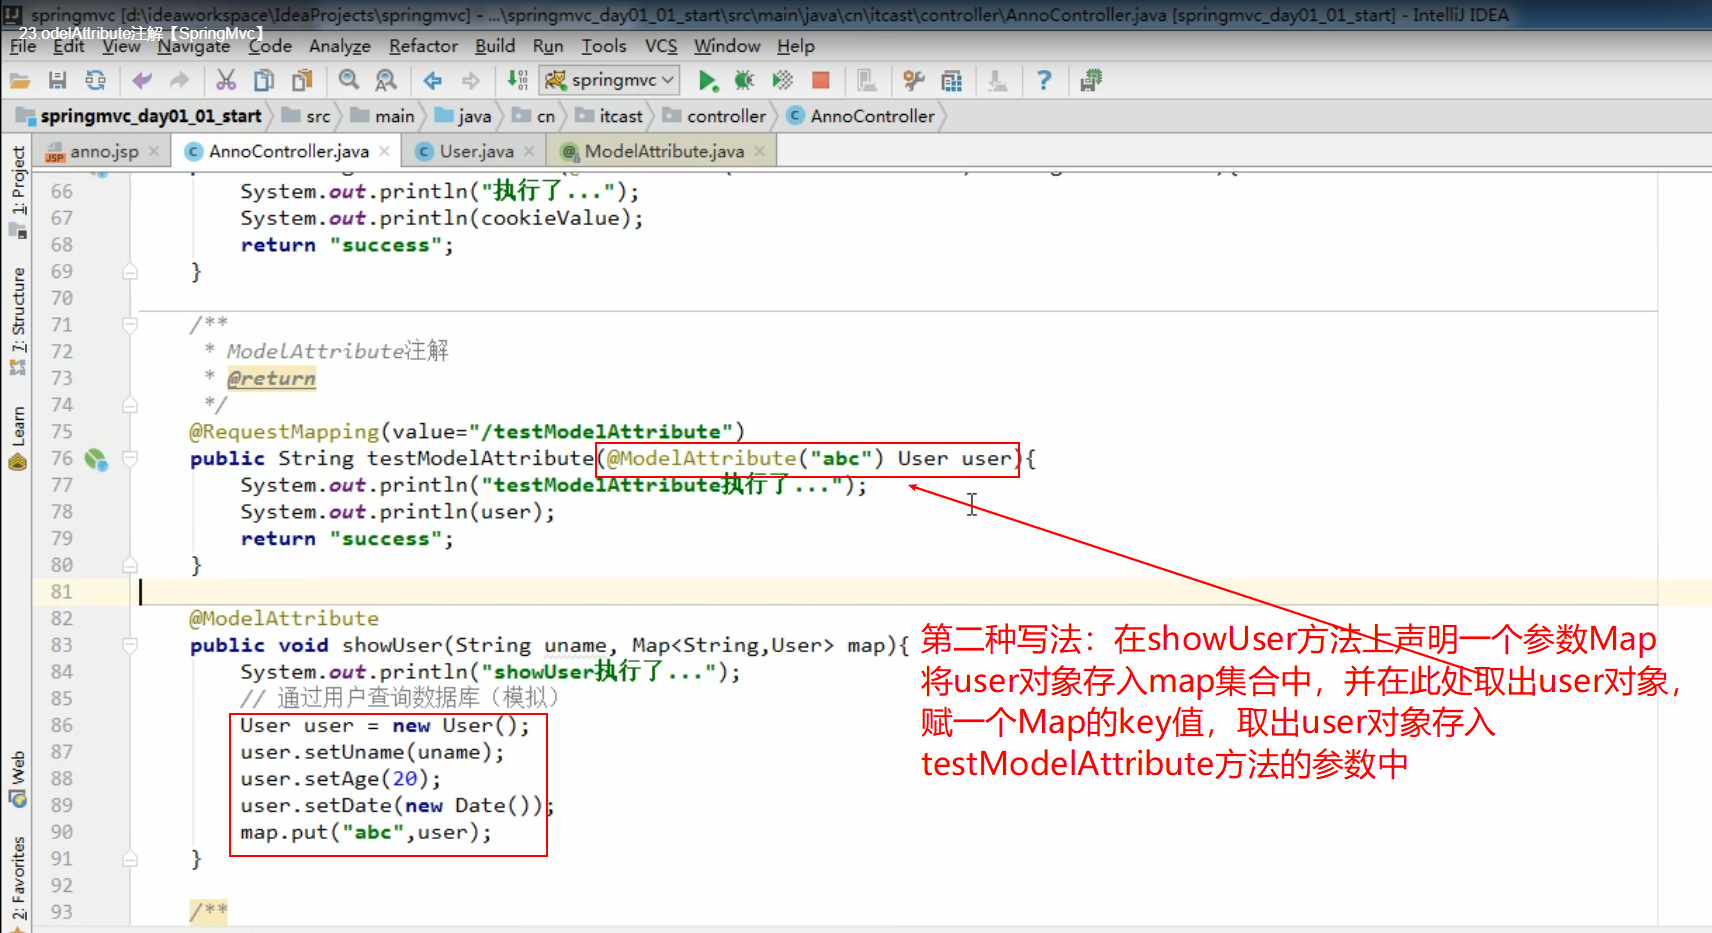 springmvc [d:\ideaworkspace\IdeaProjects\springmvc] - ...\springmvc_day01_01_start\src\main\java\cn\itcast\controller\AnnoController.java [springmvc_day01_01_start] - IntelliJ IDEA
23.odelAttribute注解【SpringMvc】
File Edit View Navigate Code Analyze Refactor Build Run Tools VCS Window Help
springmvc
springmvc_day01_01_start src main java cn itcast controller AnnoController
anno.jsp AnnoController.java User.java ModelAttribute.java
1: Project
7: Structure
Learn
Web
2: Favorites
66 System.out.println("执行了...");
67 System.out.println(cookieValue);
68 return "success";
69 }
70
71 /**
72 * ModelAttribute注解
73 * @return
74 */
75 @RequestMapping(value="/testModelAttribute")
76 public String testModelAttribute(@ModelAttribute("abc") User user){
77 System.out.println("testModelAttribute执行了...");
78 System.out.println(user);
79 return "success";
80 }
81
82 @ModelAttribute
83 public void showUser(String uname, Map<String,User> map){
84 System.out.println("showUser执行了...");
85 // 通过用户查询数据库（模拟）
86 User user = new User();
87 user.setUname(uname);
88 user.setAge(20);
89 user.setDate(new Date());
90 map.put("abc",user);
91 }
92
93 /**
第二种写法：在showUser方法上声明一个参数Map
将user对象存入map集合中，并在此处取出user对象，
赋一个Map的key值，取出user对象存入
testModelAttribute方法的参数中